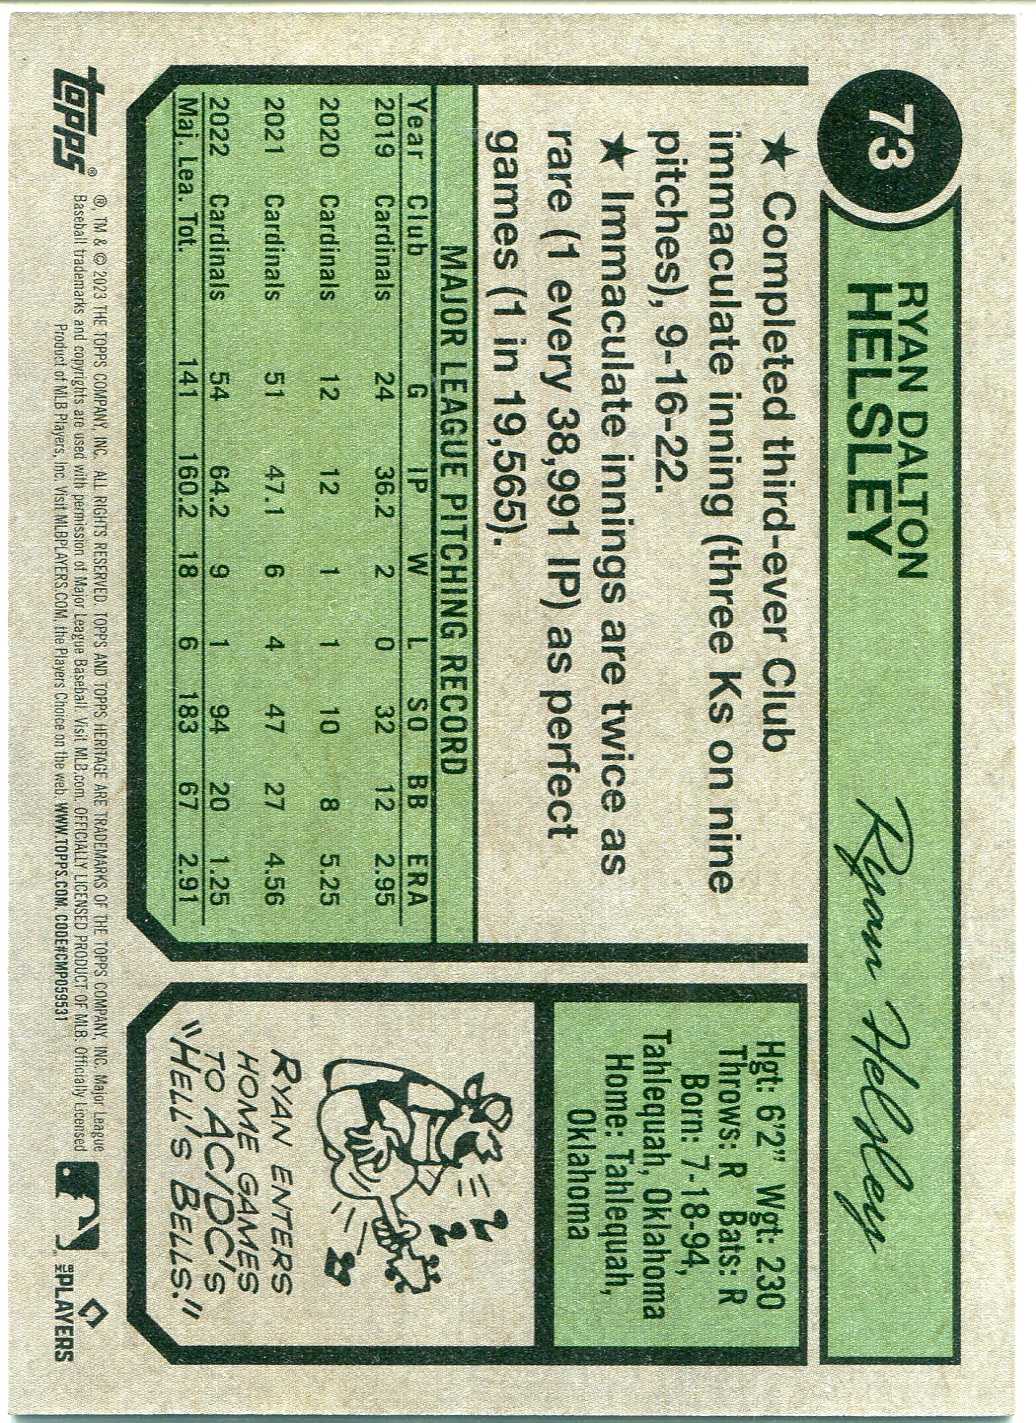 73
RYAN DALTON
HELSLEY
Ryan Helsley
★ Completed third-ever Club
immaculate inning (three Ks on nine
pitches), 9-16-22.
★ Immaculate innings are twice as
rare (1 every 38,991 IP) as perfect
games (1 in 19,565).
MAJOR LEAGUE PITCHING RECORD
Year Club G IP W L SO BB ERA
2019 Cardinals 24 36.2 2 0 32 12 2.95
2020 Cardinals 12 12 1 1 10 8 5.25
2021 Cardinals 51 47.1 6 4 47 27 4.56
2022 Cardinals 54 64.2 9 1 94 20 1.25
Maj. Lea. Tot. 141 160.2 18 6 183 67 2.91
Hgt: 6'2" Wgt: 230
Throws: R Bats: R
Born: 7-18-94,
Tahlequah, Oklahoma
Home: Tahlequah,
Oklahoma
RYAN ENTERS
HOME GAMES
TO AC/DC'S
"HELL'S BELLS."
topps®
®, TM & © 2023 THE TOPPS COMPANY, INC. ALL RIGHTS RESERVED. TOPPS AND TOPPS HERITAGE ARE TRADEMARKS OF THE TOPPS COMPANY, INC. Major League
Baseball trademarks and copyrights are used with permission of Major League Baseball. Visit MLB.com. OFFICIALLY LICENSED PRODUCT OF MLB. Officially Licensed
Product of MLB Players, Inc. Visit MLBPLAYERS.COM, the Players Choice on the web. WWW.TOPPS.COM. CODE#CMP059531
MLB PLAYERS